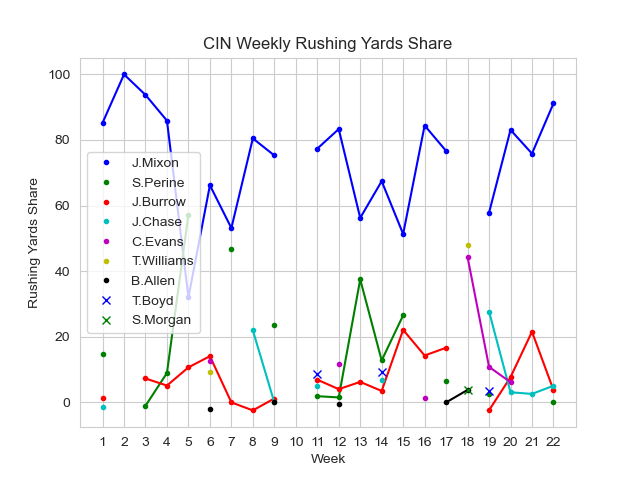 CIN Weekly Rushing Yards Share
Rushing Yards Share
100
80
60
40
20
0
J.Mixon
S.Perine
J.Burrow
J.Chase
C.Evans
T.Williams
B.Allen
T.Boyd
S.Morgan
1 2 3 4 5 6 7 8 9 10 11 12 13 14 15 16 17 18 19 20 21 22
Week